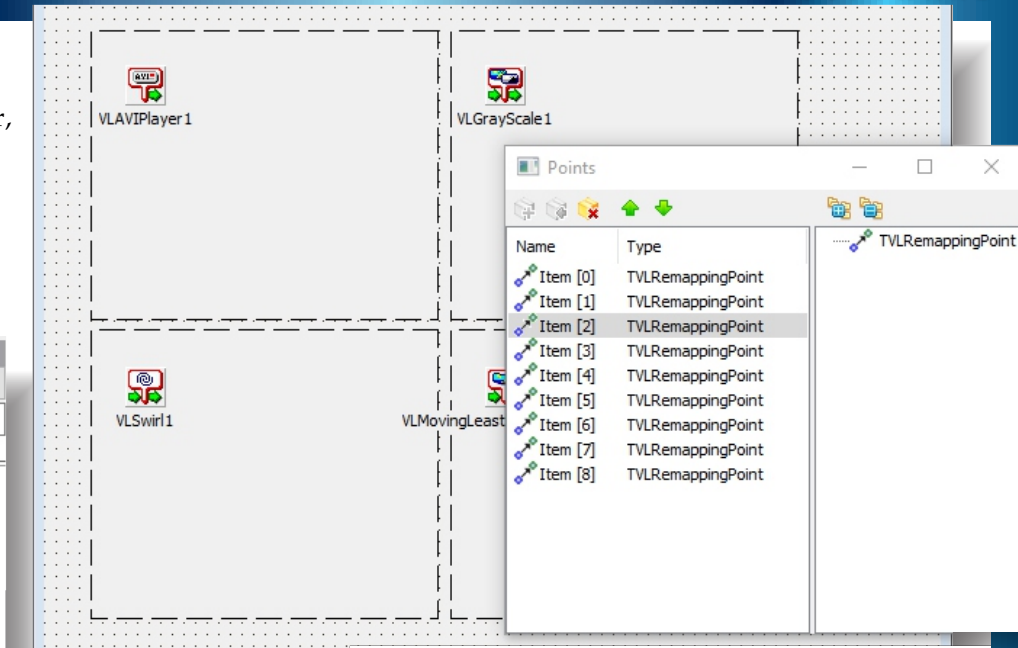 r,
AVI
VLAVIPlayer1
VLGrayScale1
Points
Name Type
TVLRemappingPoint
Item [0] TVLRemappingPoint
Item [1] TVLRemappingPoint
Item [2] TVLRemappingPoint
Item [3] TVLRemappingPoint
Item [4] TVLRemappingPoint
Item [5] TVLRemappingPoint
Item [6] TVLRemappingPoint
Item [7] TVLRemappingPoint
Item [8] TVLRemappingPoint
VLSwirl1
VLMovingLeast